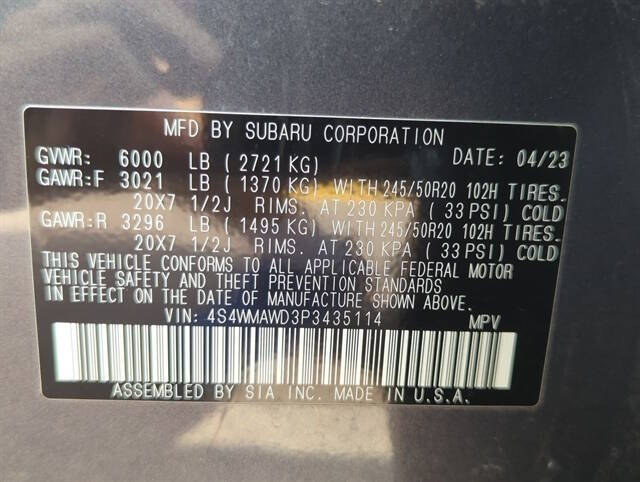 MFD BY SUBARU CORPORATION
GVWR: 6000 LB (2721KG) DATE: 04/23
GAWR:F 3021 LB (1370KG) WITH 245/50R20 102H TIRES.
20X7 1/2J RIMS. AT 230 KPA (33 PSI) COLD
GAWR:R 3296 LB (1495 KG) WITH 245/50R20 102H TIRES.
20X7 1/2J RIMS. AT 230 KPA (33 PSI) COLD
THIS VEHICLE CONFORMS TO ALL APPLICABLE FEDERAL MOTOR
VEHICLE SAFETY AND THEFT PREVENTION STANDARDS
IN EFFECT ON THE DATE OF MANUFACTURE SHOWN ABOVE.
VIN: 4S4WMAWD3P3435114 MPV
ASSEMBLED BY SIA INC. MADE IN U.S.A.